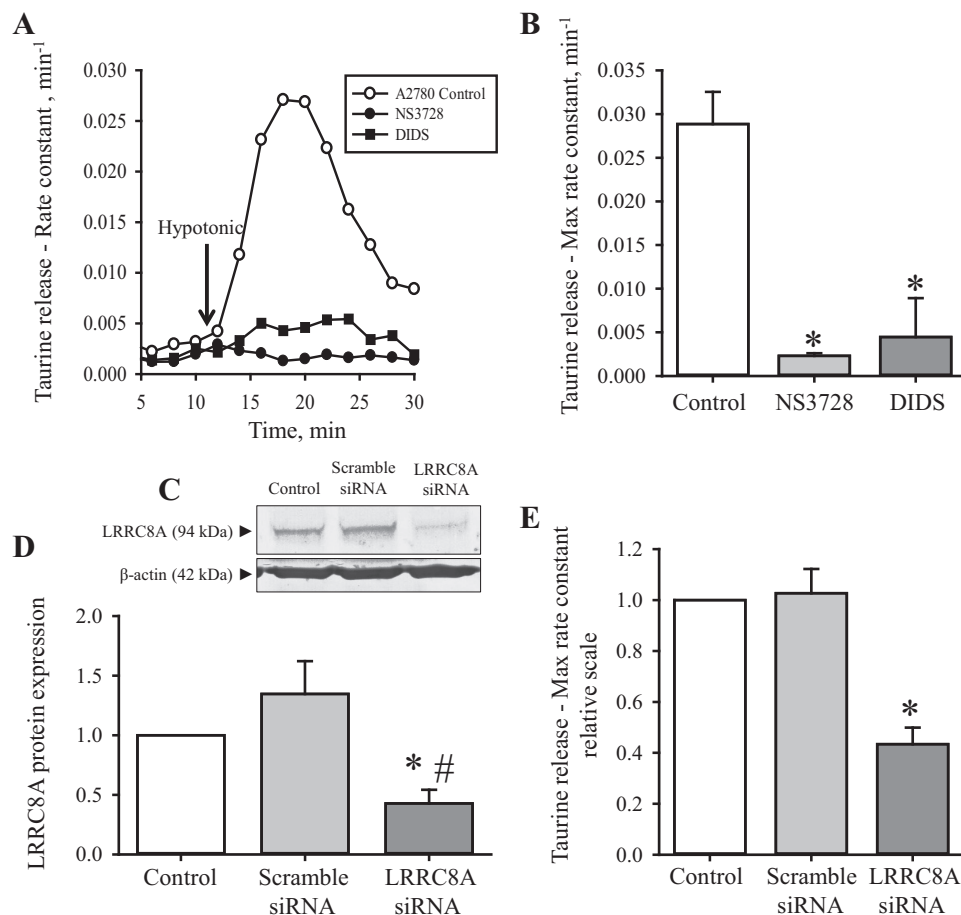 A
Taurine release - Rate constant , min⁻¹
0.030
0.025
0.020
0.015
0.010
0.005
0.000
A2780 Control
NS3728
DIDS
Hypotonic
5 10 15 20 25 30
Time, min
B
Taurine release - Max rate constant, min⁻¹
0.035
0.030
0.025
0.020
0.015
0.010
0.005
0.000
*
*
Control NS3728 DIDS
C
Control
Scramble
siRNA
LRRC8A
siRNA
LRRC8A (94 kDa)
β-actin (42 kDa)
D
LRRC8A protein expression
2.0
1.5
1.0
0.5
0.0
* #
Control
Scramble
siRNA
LRRC8A
siRNA
E
Taurine release - Max rate constant
relative scale
1.2
1.0
0.8
0.6
0.4
0.2
0.0
*
Control
Scramble
siRNA
LRRC8A
siRNA